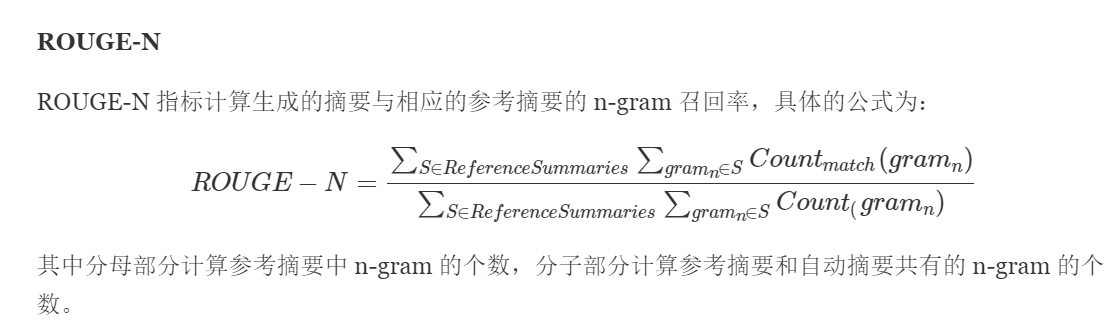 ROUGE-N
ROUGE-N 指标计算生成的摘要与相应的参考摘要的 n-gram 召回率，具体的公式为：
ROUGE − N = \frac{\sum_{S∈ReferenceSummaries} \sum_{gram_n∈S} Count_{match}(gram_n)}{\sum_{S∈ReferenceSummaries} \sum_{gram_n∈S} Count_(gram_n)}
其中分母部分计算参考摘要中 n-gram 的个数，分子部分计算参考摘要和自动摘要共有的 n-gram 的个
数。